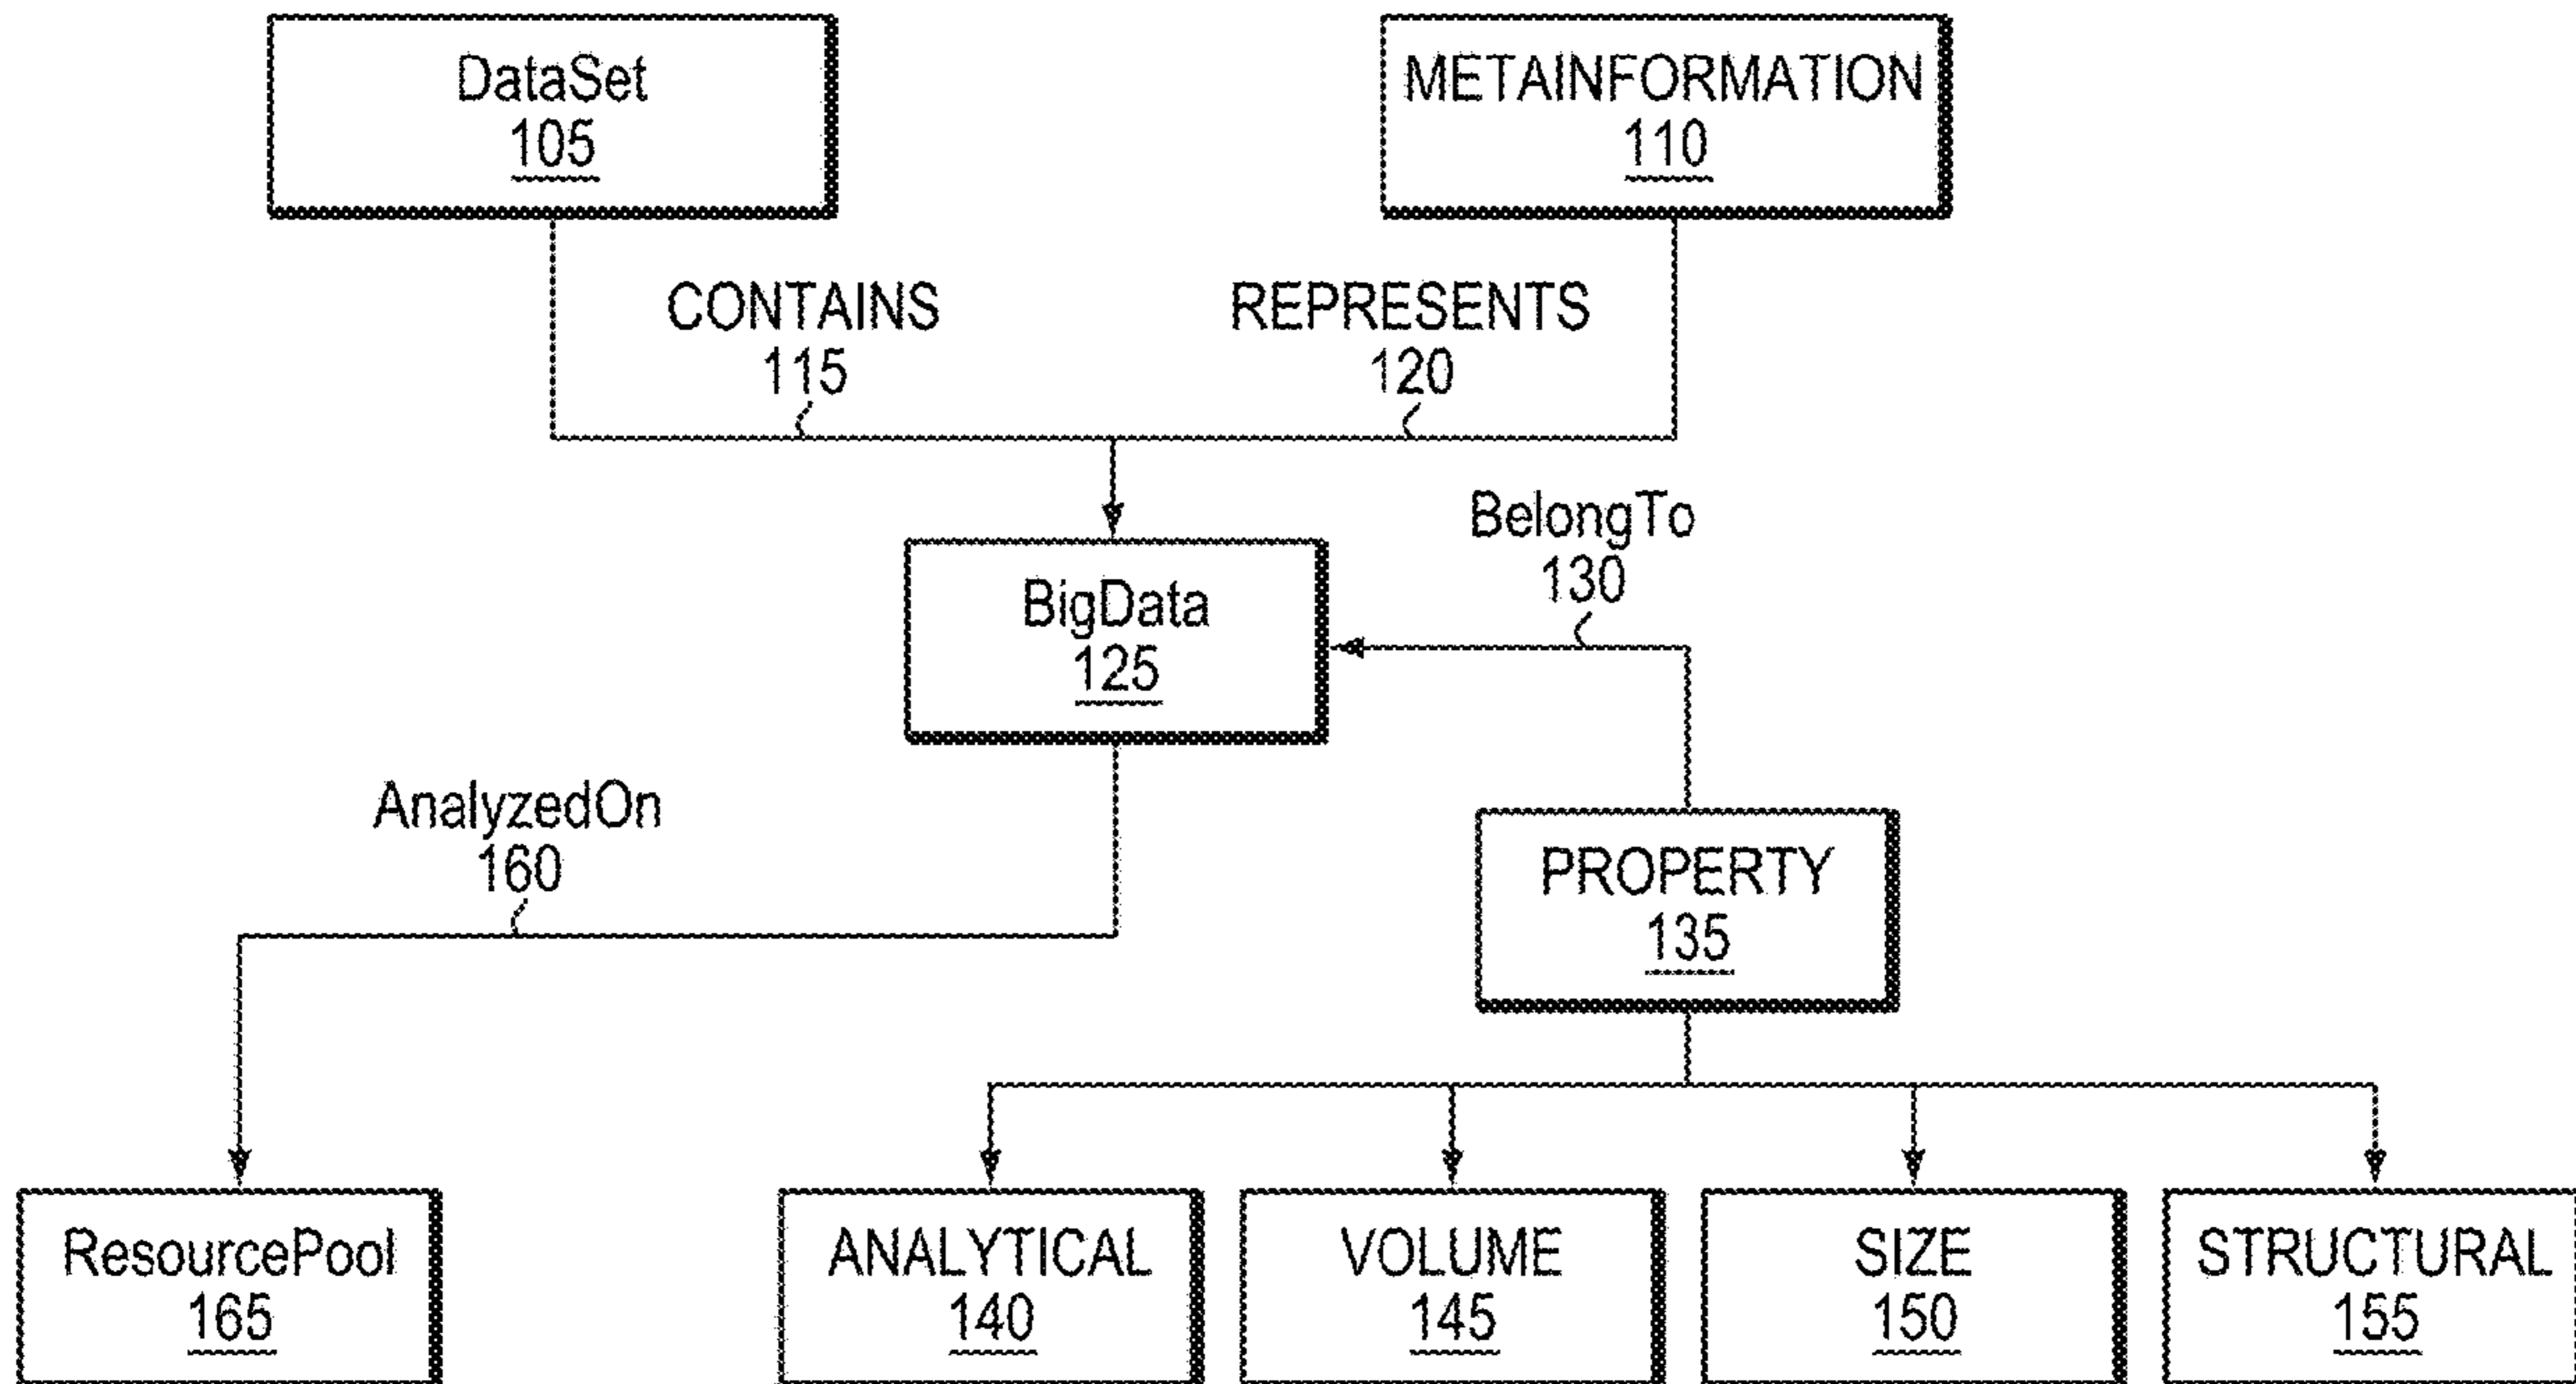 DataSet
105
METAINFORMATION
110
CONTAINS
115
REPRESENTS
120
BelongTo
130
BigData
125
AnalyzedOn
160
PROPERTY
135
ResourcePool
165
ANALYTICAL
140
VOLUME
145
SIZE
150
STRUCTURAL
155